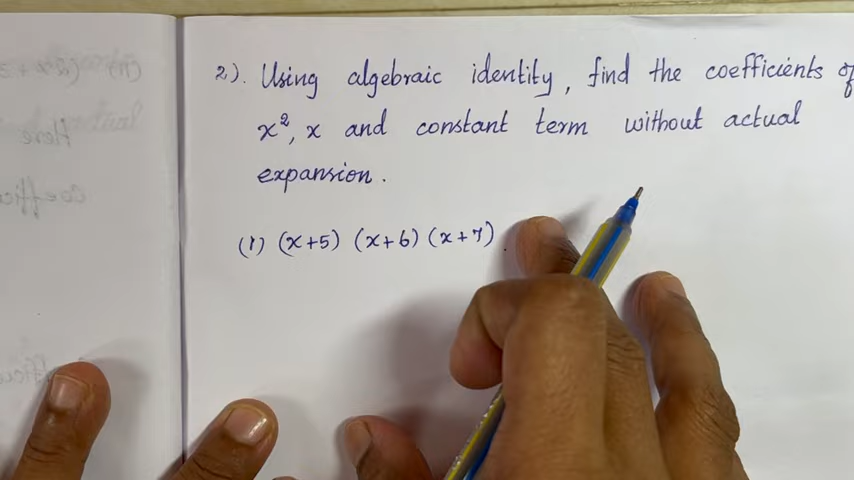 2). Using algebraic identity, find the coefficients of
x², x and constant term without actual
expansion.
(i) (x+5) (x+6) (x+7)